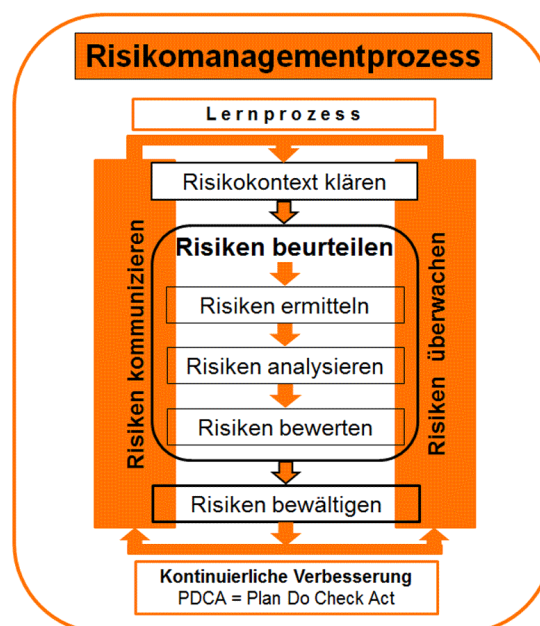 Risikomanagementprozess
Lernprozess
Risikokontext klären
Risiken beurteilen
Risiken ermitteln
Risiken analysieren
Risiken bewerten
Risiken bewältigen
Risiken kommunizieren
Risiken überwachen
Kontinuierliche Verbesserung
PDCA = Plan Do Check Act